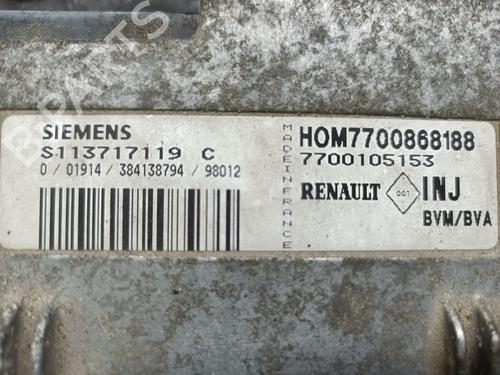 B-PARTS
SIEMENS
S113717119 C
0 / 01914 / 384138794 / 98012
MADE IN FRANCE
HOM7700868188
7700105153
RENAULT 001 INJ
BVM/BVA